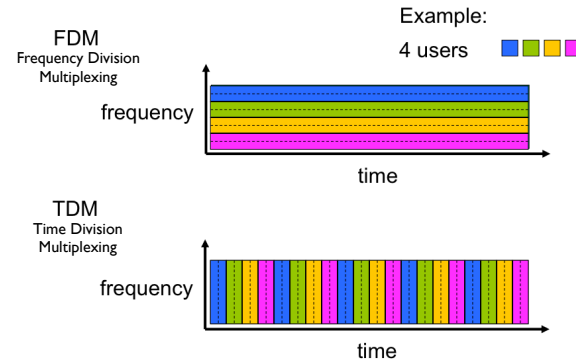 Example:
4 users
FDM
Frequency Division
Multiplexing
frequency
time
TDM
Time Division
Multiplexing
frequency
time